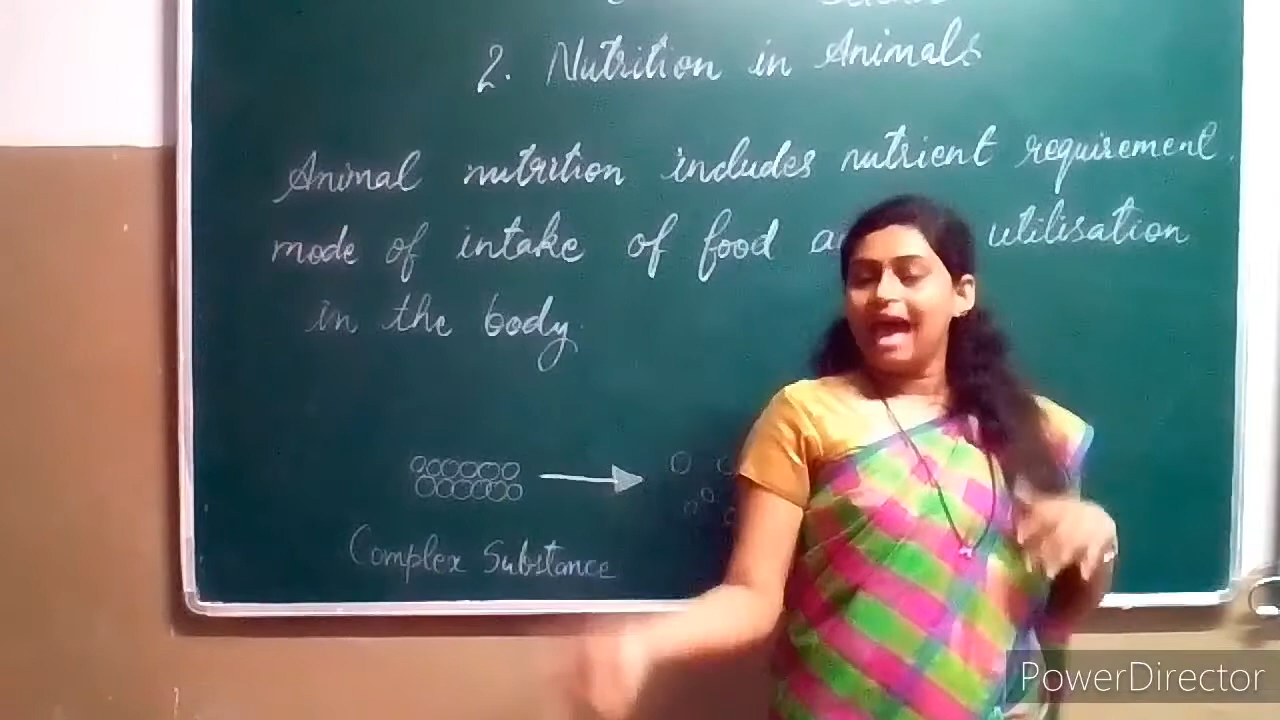 2. Nutrition in Animals
Animal nutrition includes nutrient requirement,
mode of intake of food utilisation
in the body.
Complex Substance
PowerDirector